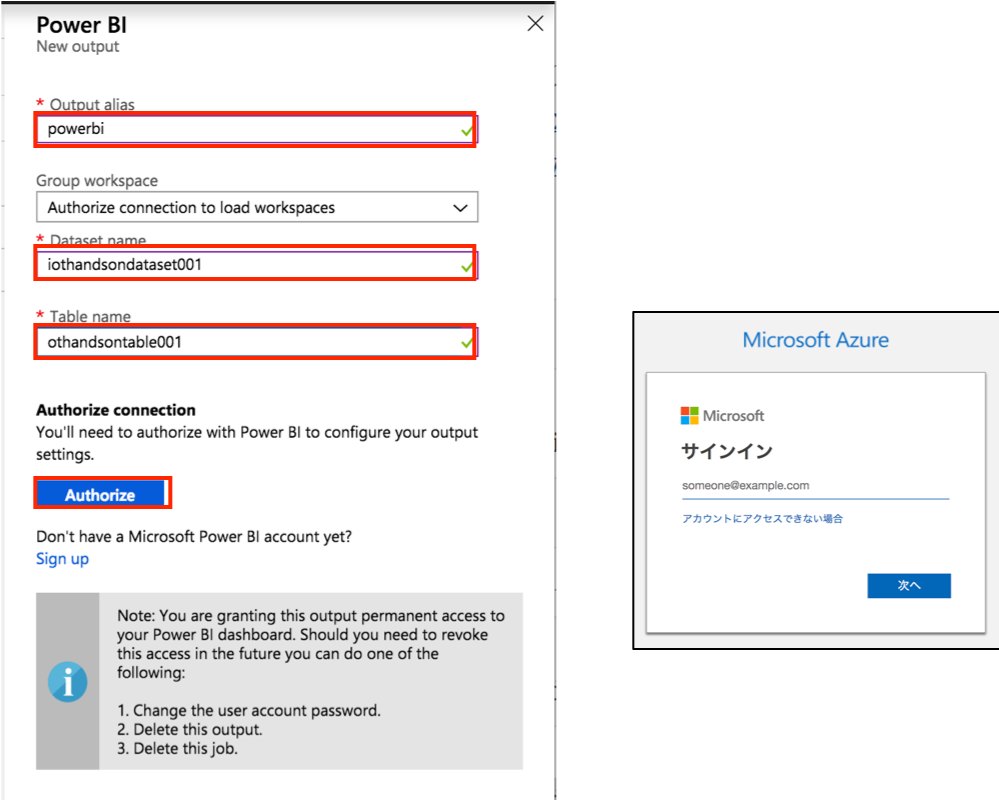 Power BI
New output
* Output alias
powerbi
Group workspace
Authorize connection to load workspaces
* Dataset name
iothandsondataset001
* Table name
othandsontable001
Authorize connection
You'll need to authorize with Power BI to configure your output
settings.
Authorize
Don't have a Microsoft Power BI account yet?
Sign up
Note: You are granting this output permanent access to
your Power BI dashboard. Should you need to revoke
this access in the future you can do one of the
following:
1. Change the user account password.
2. Delete this output.
3. Delete this job.
Microsoft Azure
Microsoft
サインイン
someone@example.com
アカウントにアクセスできない場合
次へ